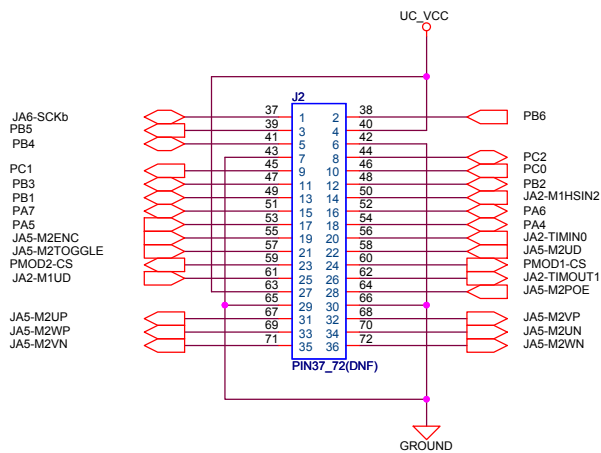 UC_VCC
J2
JA6-SCKb 37 1 2 38 PB6
PB5 39 3 4 40
PB4 41 5 6 42
43 7 8 44 PC2
PC1 45 9 10 46 PC0
PB3 47 11 12 48 PB2
PB1 49 13 14 50 JA2-M1HSIN2
PA7 51 15 16 52 PA6
PA5 53 17 18 54 PA4
JA5-M2ENC 55 19 20 56 JA2-TIMIN0
JA5-M2TOGGLE 57 21 22 58 JA5-M2UD
PMOD2-CS 59 23 24 60 PMOD1-CS
JA2-M1UD 61 25 26 62 JA2-TIMOUT1
63 27 28 64 JA5-M2POE
65 29 30 66
JA5-M2UP 67 31 32 68 JA5-M2VP
JA5-M2WP 69 33 34 70 JA5-M2UN
JA5-M2VN 71 35 36 72 JA5-M2WN
PIN37_72(DNF)
GROUND